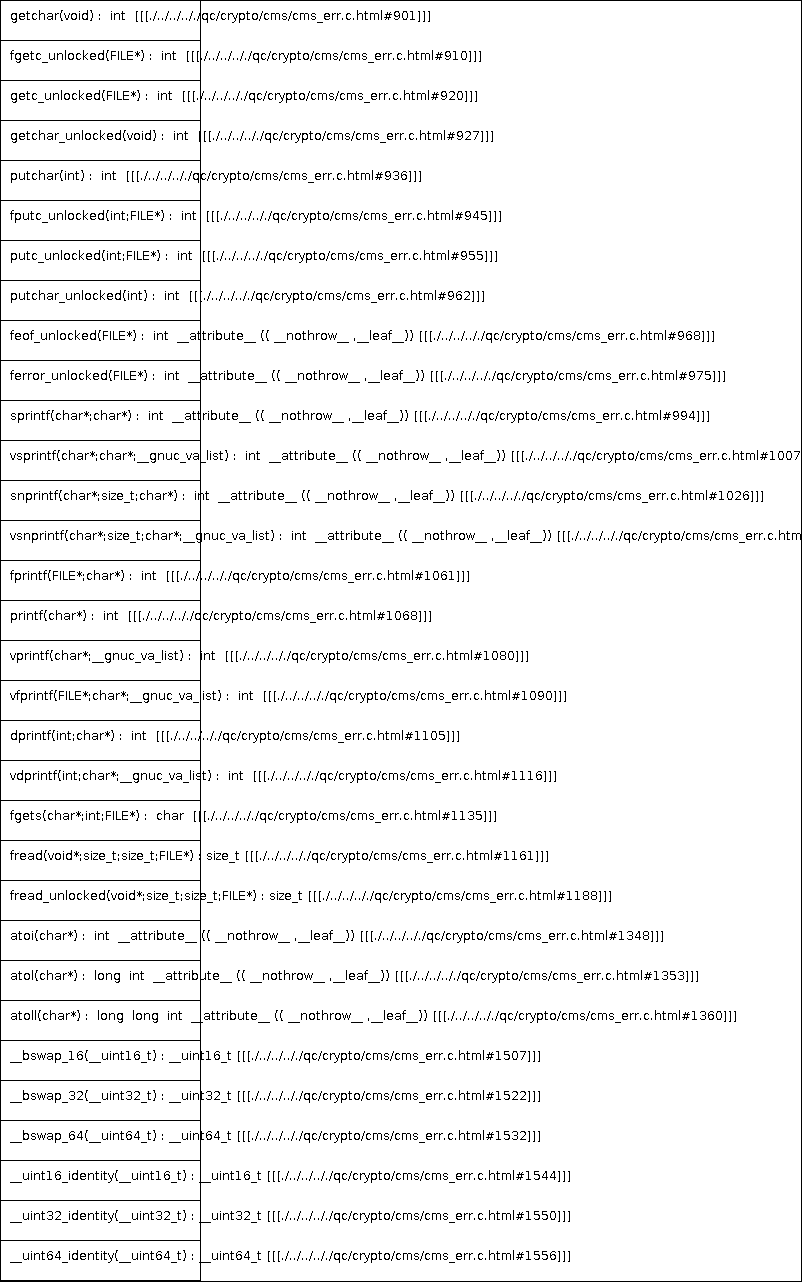 getchar(void) : int [[[./../../../qc/crypto/cms/cms_err.c.html#901]]]
fgetc_unlocked(FILE*) : int [[[./../../../qc/crypto/cms/cms_err.c.html#910]]]
getc_unlocked(FILE*) : int [[[./../../../qc/crypto/cms/cms_err.c.html#920]]]
getchar_unlocked(void) : int [[[./../../../qc/crypto/cms/cms_err.c.html#927]]]
putchar(int) : int [[[./../../../qc/crypto/cms/cms_err.c.html#936]]]
fputc_unlocked(int;FILE*) : int [[[./../../../qc/crypto/cms/cms_err.c.html#945]]]
putc_unlocked(int;FILE*) : int [[[./../../../qc/crypto/cms/cms_err.c.html#955]]]
putchar_unlocked(int) : int [[[./../../../qc/crypto/cms/cms_err.c.html#962]]]
feof_unlocked(FILE*) : int __attribute__ (( __nothrow__ ,__leaf__)) [[[./../../../qc/crypto/cms/cms_err.c.html#968]]]
ferror_unlocked(FILE*) : int __attribute__ (( __nothrow__ ,__leaf__)) [[[./../../../qc/crypto/cms/cms_err.c.html#975]]]
sprintf(char*;char*) : int __attribute__ (( __nothrow__ ,__leaf__)) [[[./../../../qc/crypto/cms/cms_err.c.html#994]]]
vsprintf(char*;char*;__gnuc_va_list) : int __attribute__ (( __nothrow__ ,__leaf__)) [[[./../../../qc/crypto/cms/cms_err.c.html#1007
snprintf(char*;size_t;char*) : int __attribute__ (( __nothrow__ ,__leaf__)) [[[./../../../qc/crypto/cms/cms_err.c.html#1026]]]
vsnprintf(char*;size_t;char*;__gnuc_va_list) : int __attribute__ (( __nothrow__ ,__leaf__)) [[[./../../../qc/crypto/cms/cms_err.c.htm
fprintf(FILE*;char*) : int [[[./../../../qc/crypto/cms/cms_err.c.html#1061]]]
printf(char*) : int [[[./../../../qc/crypto/cms/cms_err.c.html#1068]]]
vprintf(char*;__gnuc_va_list) : int [[[./../../../qc/crypto/cms/cms_err.c.html#1080]]]
vfprintf(FILE*;char*;__gnuc_va_list) : int [[[./../../../qc/crypto/cms/cms_err.c.html#1090]]]
dprintf(int;char*) : int [[[./../../../qc/crypto/cms/cms_err.c.html#1105]]]
vdprintf(int;char*;__gnuc_va_list) : int [[[./../../../qc/crypto/cms/cms_err.c.html#1116]]]
fgets(char*;int;FILE*) : char [[[./../../../qc/crypto/cms/cms_err.c.html#1135]]]
fread(void*;size_t;size_t;FILE*) : size_t [[[./../../../qc/crypto/cms/cms_err.c.html#1161]]]
fread_unlocked(void*;size_t;size_t;FILE*) : size_t [[[./../../../qc/crypto/cms/cms_err.c.html#1188]]]
atoi(char*) : int __attribute__ (( __nothrow__ ,__leaf__)) [[[./../../../qc/crypto/cms/cms_err.c.html#1348]]]
atol(char*) : long int __attribute__ (( __nothrow__ ,__leaf__)) [[[./../../../qc/crypto/cms/cms_err.c.html#1353]]]
atoll(char*) : long long int __attribute__ (( __nothrow__ ,__leaf__)) [[[./../../../qc/crypto/cms/cms_err.c.html#1360]]]
__bswap_16(__uint16_t) : __uint16_t [[[./../../../qc/crypto/cms/cms_err.c.html#1507]]]
__bswap_32(__uint32_t) : __uint32_t [[[./../../../qc/crypto/cms/cms_err.c.html#1522]]]
__bswap_64(__uint64_t) : __uint64_t [[[./../../../qc/crypto/cms/cms_err.c.html#1532]]]
__uint16_identity(__uint16_t) : __uint16_t [[[./../../../qc/crypto/cms/cms_err.c.html#1544]]]
__uint32_identity(__uint32_t) : __uint32_t [[[./../../../qc/crypto/cms/cms_err.c.html#1550]]]
__uint64_identity(__uint64_t) : __uint64_t [[[./../../../qc/crypto/cms/cms_err.c.html#1556]]]